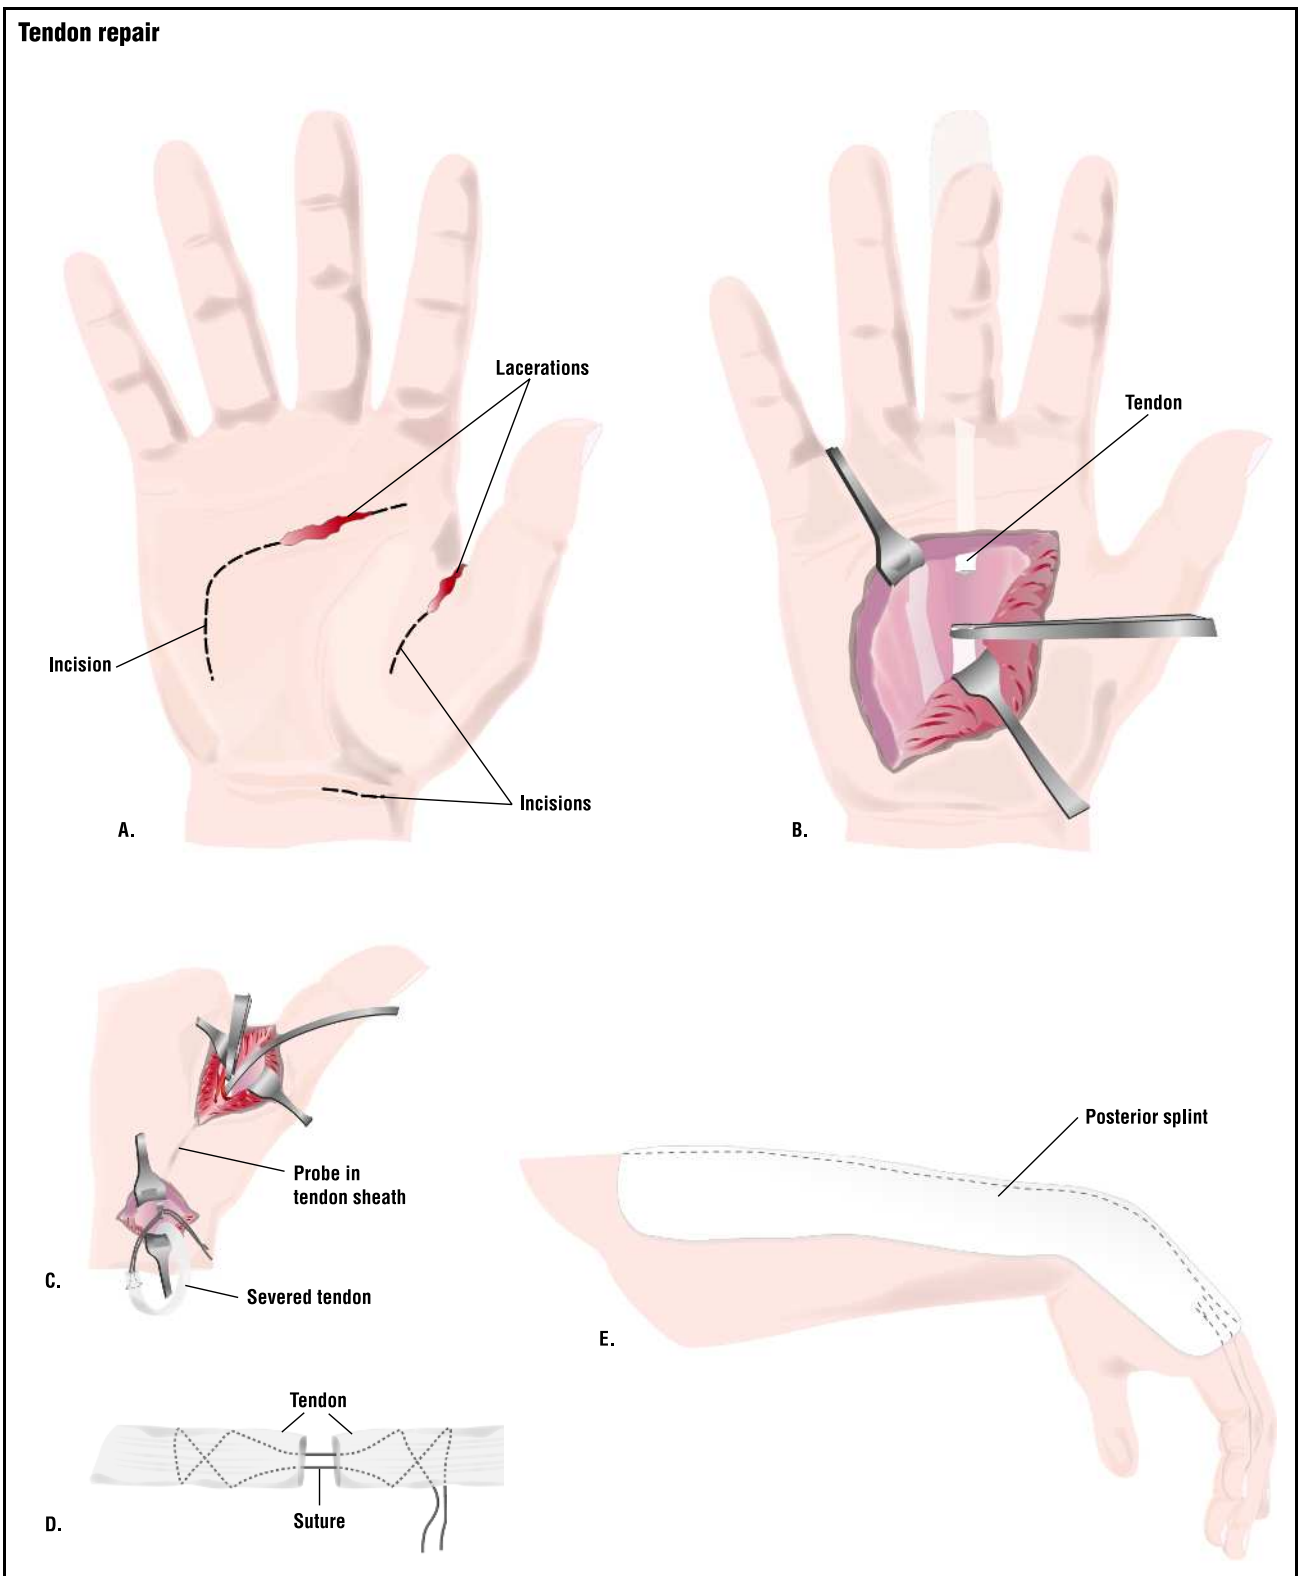 Tendon repair
Lacerations
Incision
Incisions
A.
Tendon
B.
Probe in
tendon sheath
Severed tendon
C.
Posterior splint
E.
Tendon
Suture
D.